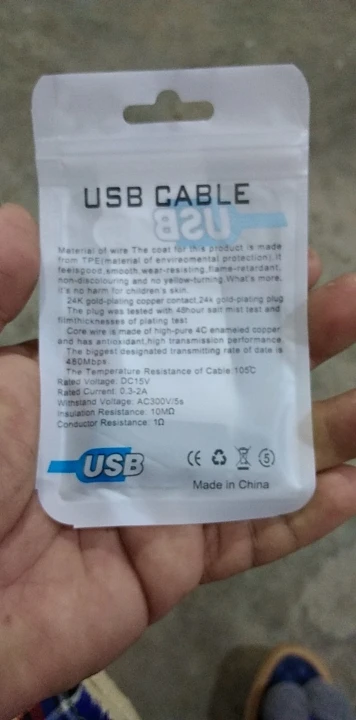 USB CABLE
USB
Material of wire The coat for this product is made
from TPE(material of enviromental protection),it
feelsgood,smooth,wear-resisting,flame-retardant,
non-discolouring and no yellow-turning.What's more,
it's no harm for children's skin.
24K gold-plating copper contact,24k gold-plating plug
The plug was tested with 48hour salt mist test and
filmthicknesses of plating test
Core wire is made of high-pure 4C enameled copper
and has antioxidant,high transmission performance
The biggest designated transmitting rate of date is
480Mbps
The Temperature Resistance of Cable:105℃
Rated Voltage: DC15V
Rated Current: 0.3-2A
Withstand Voltage: AC300V/5s
Insulation Resistance: 10MΩ
Conductor Resistance: 1Ω
USB
CE 5
Made in China